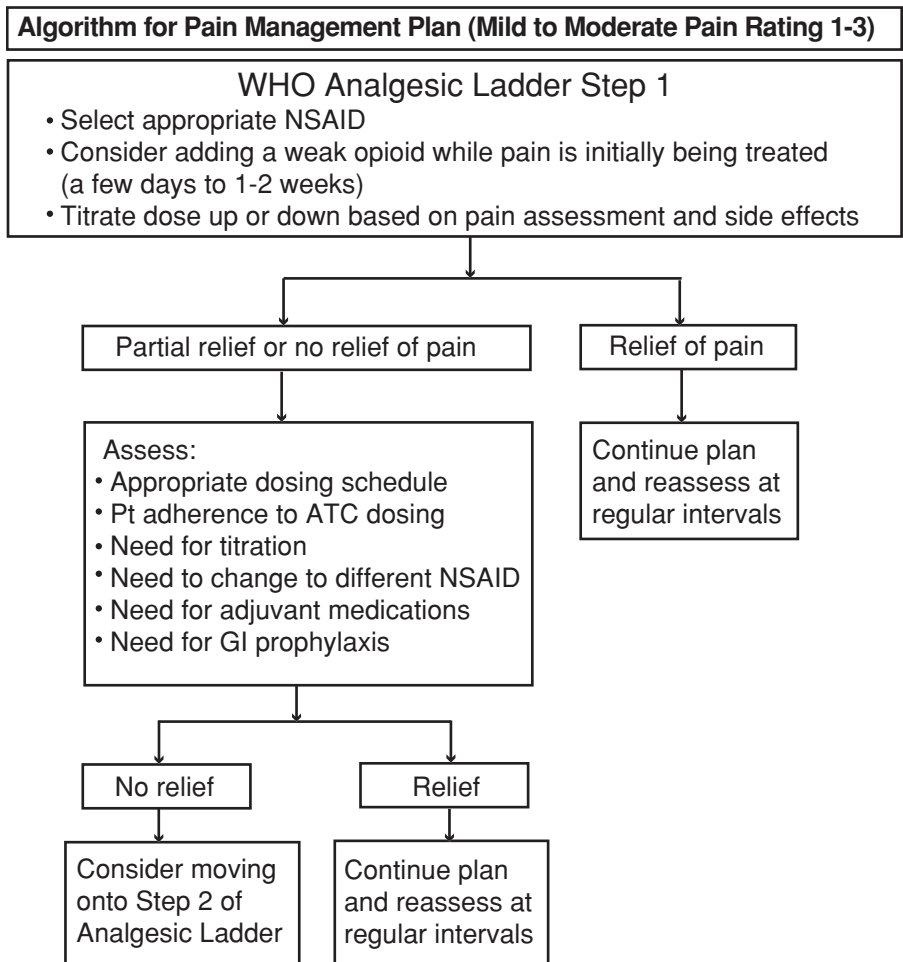 Algorithm for Pain Management Plan (Mild to Moderate Pain Rating 1-3)
WHO Analgesic Ladder Step 1
• Select appropriate NSAID
• Consider adding a weak opioid while pain is initially being treated
(a few days to 1-2 weeks)
• Titrate dose up or down based on pain assessment and side effects
Partial relief or no relief of pain
Relief of pain
Assess:
• Appropriate dosing schedule
• Pt adherence to ATC dosing
• Need for titration
• Need to change to different NSAID
• Need for adjuvant medications
• Need for GI prophylaxis
Continue plan
and reassess at
regular intervals
No relief
Relief
Consider moving
onto Step 2 of
Analgesic Ladder
Continue plan
and reassess at
regular intervals